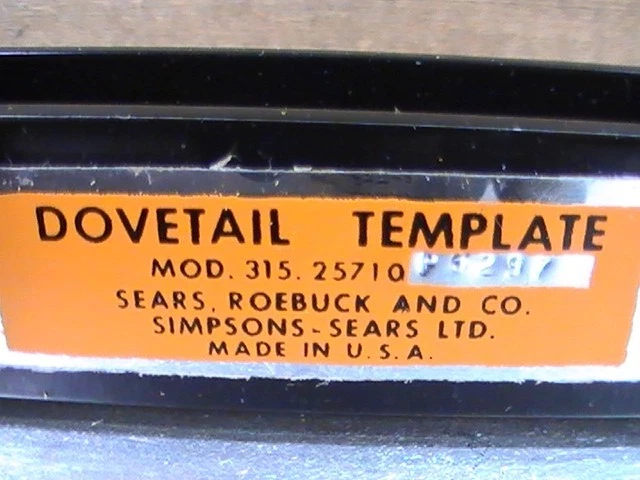 DOVETAIL TEMPLATE
MOD. 315. 25710
SEARS, ROEBUCK AND CO.
SIMPSONS-SEARS LTD.
MADE IN U.S.A.